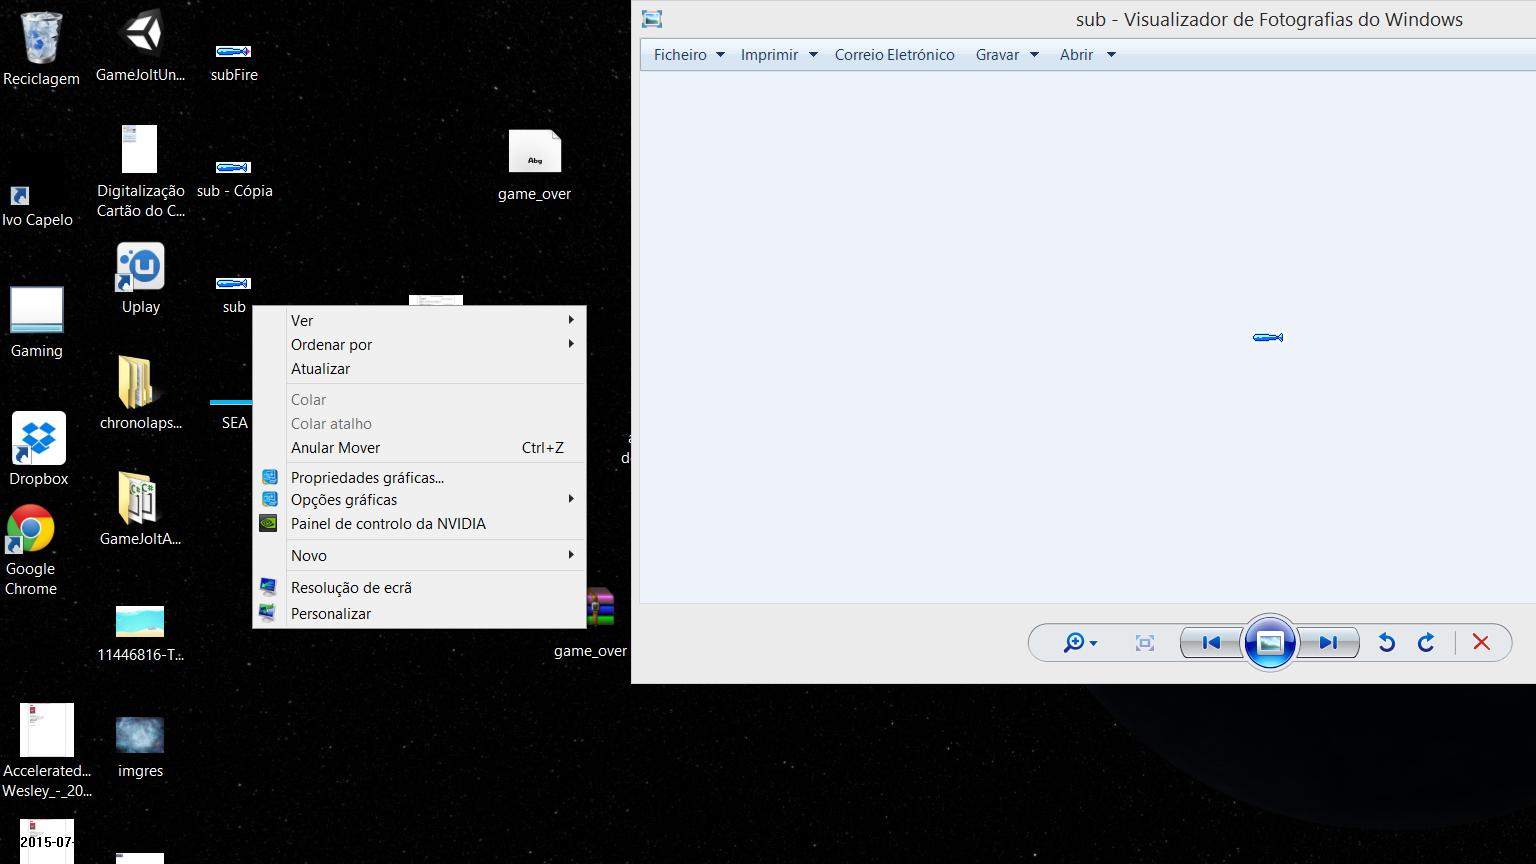 sub - Visualizador de Fotografias do Windows
Ficheiro
Imprimir
Correio Eletrónico
Gravar
Abrir
Reciclagem
GameJoltUn...
subFire
Ivo Capelo
Digitalização
Cartão do C...
sub - Cópia
Abg
game_over
Gaming
Uplay
sub
Dropbox
chronolaps...
SEA
Google
Chrome
GameJoltA...
C#
C#
11446816-T...
Accelerated...
Wesley_-_20...
imgres
2015-07-
Ver
Ordenar por
Atualizar
Colar
Colar atalho
Anular Mover Ctrl+Z
Propriedades gráficas...
Opções gráficas
Painel de controlo da NVIDIA
Novo
Resolução de ecrã
Personalizar
game_over